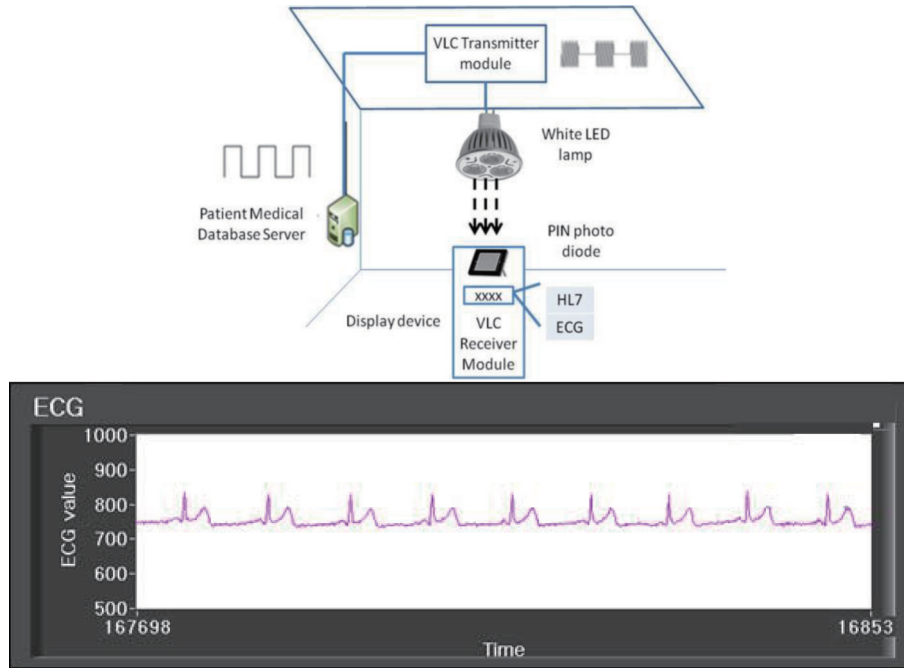 VLC Transmitter
module
White LED
lamp
Patient Medical
Database Server
PIN photo
diode
xxxx
HL7
ECG
Display device
VLC
Receiver
Module
ECG
1000
900
800
700
600
500
ECG value
167698
16853
Time